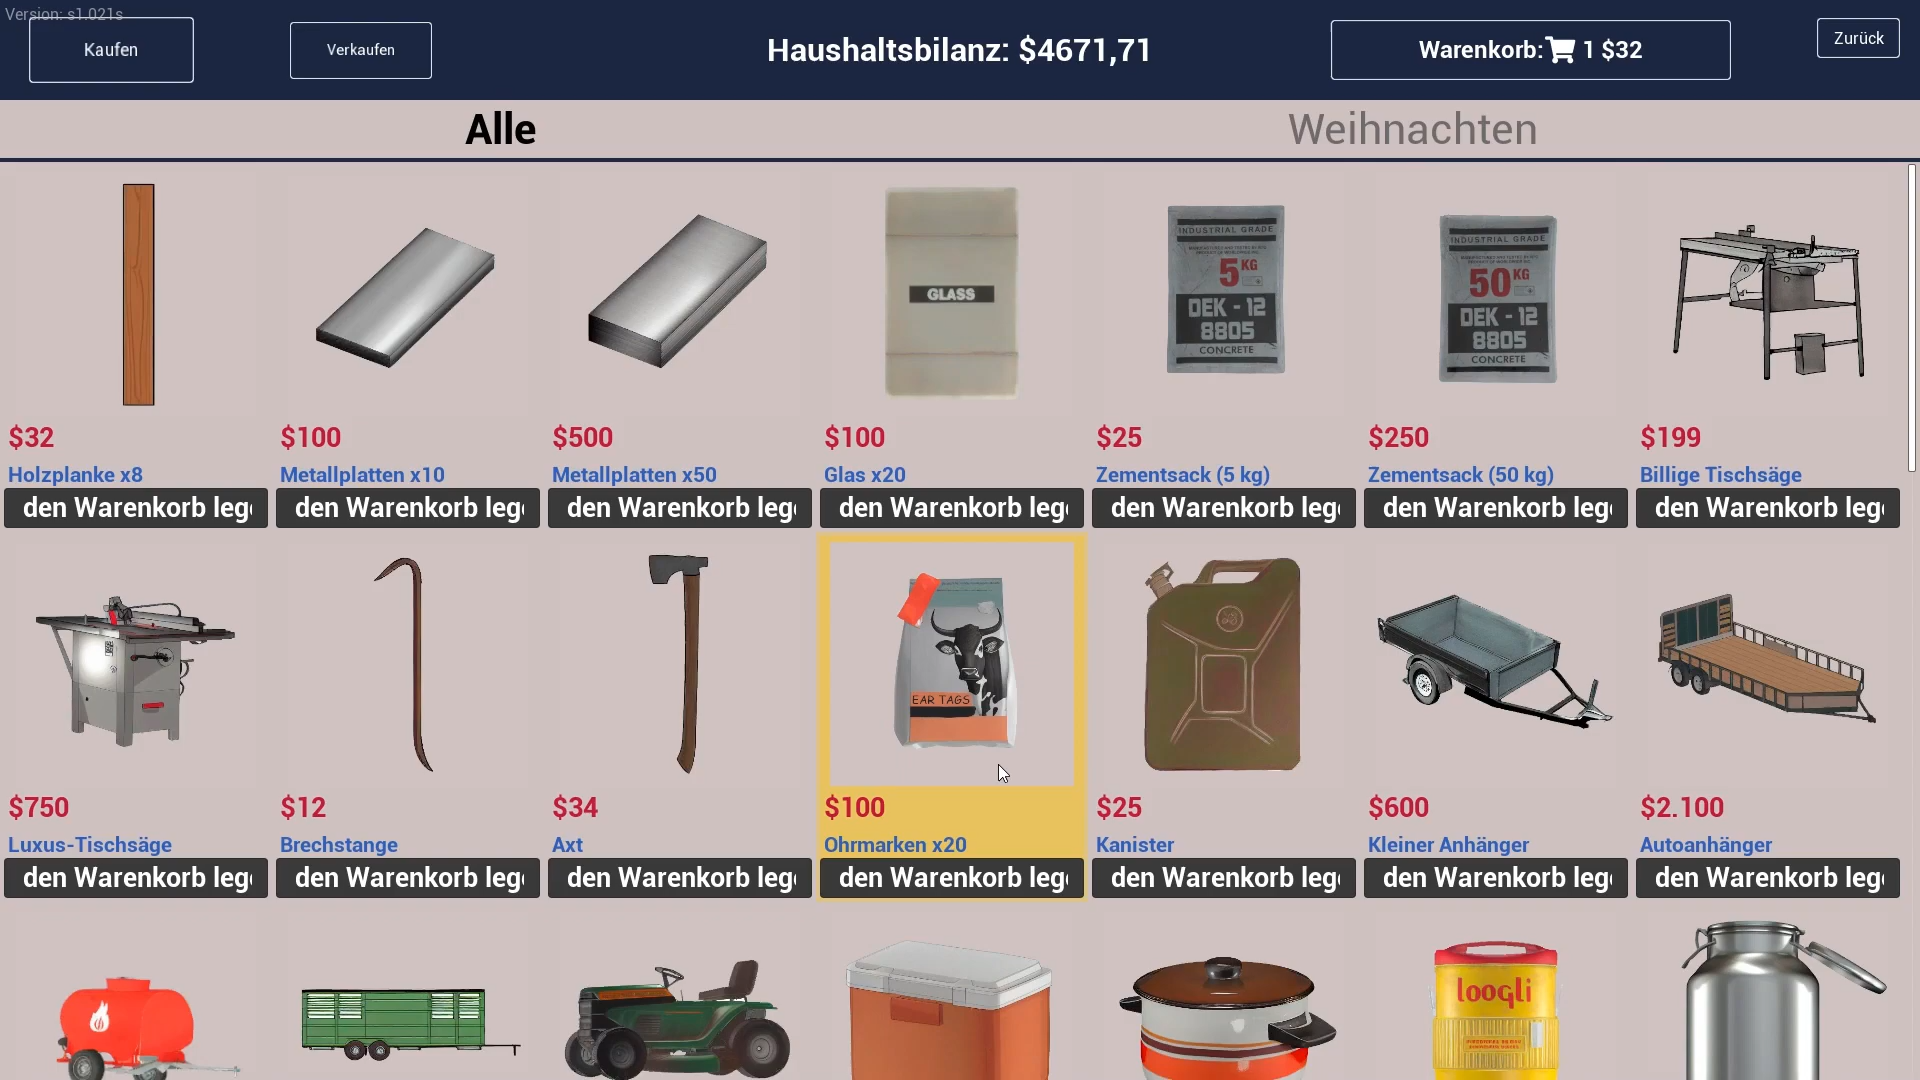 Version: s1.021s
Kaufen
Verkaufen
Haushaltsbilanz: $4671,71
Warenkorb: 1 $32
Zurück
Alle
Weihnachten
GLASS
INDUSTRIAL GRADE
5 KG
DEK - 12
8805
CONCRETE
INDUSTRIAL GRADE
50 KG
DEK - 12
8805
CONCRETE
$32
$100
$500
$100
$25
$250
$199
Holzplanke x8
Metallplatten x10
Metallplatten x50
Glas x20
Zementsack (5 kg)
Zementsack (50 kg)
Billige Tischsäge
den Warenkorb leg
den Warenkorb leg
den Warenkorb leg
den Warenkorb leg
den Warenkorb leg
den Warenkorb leg
den Warenkorb leg
EAR TAGS
$750
$12
$34
$100
$25
$600
$2.100
Luxus-Tischsäge
Brechstange
Axt
Ohrmarken x20
Kanister
Kleiner Anhänger
Autoanhänger
den Warenkorb leg
den Warenkorb leg
den Warenkorb leg
den Warenkorb leg
den Warenkorb leg
den Warenkorb leg
den Warenkorb leg
loogli